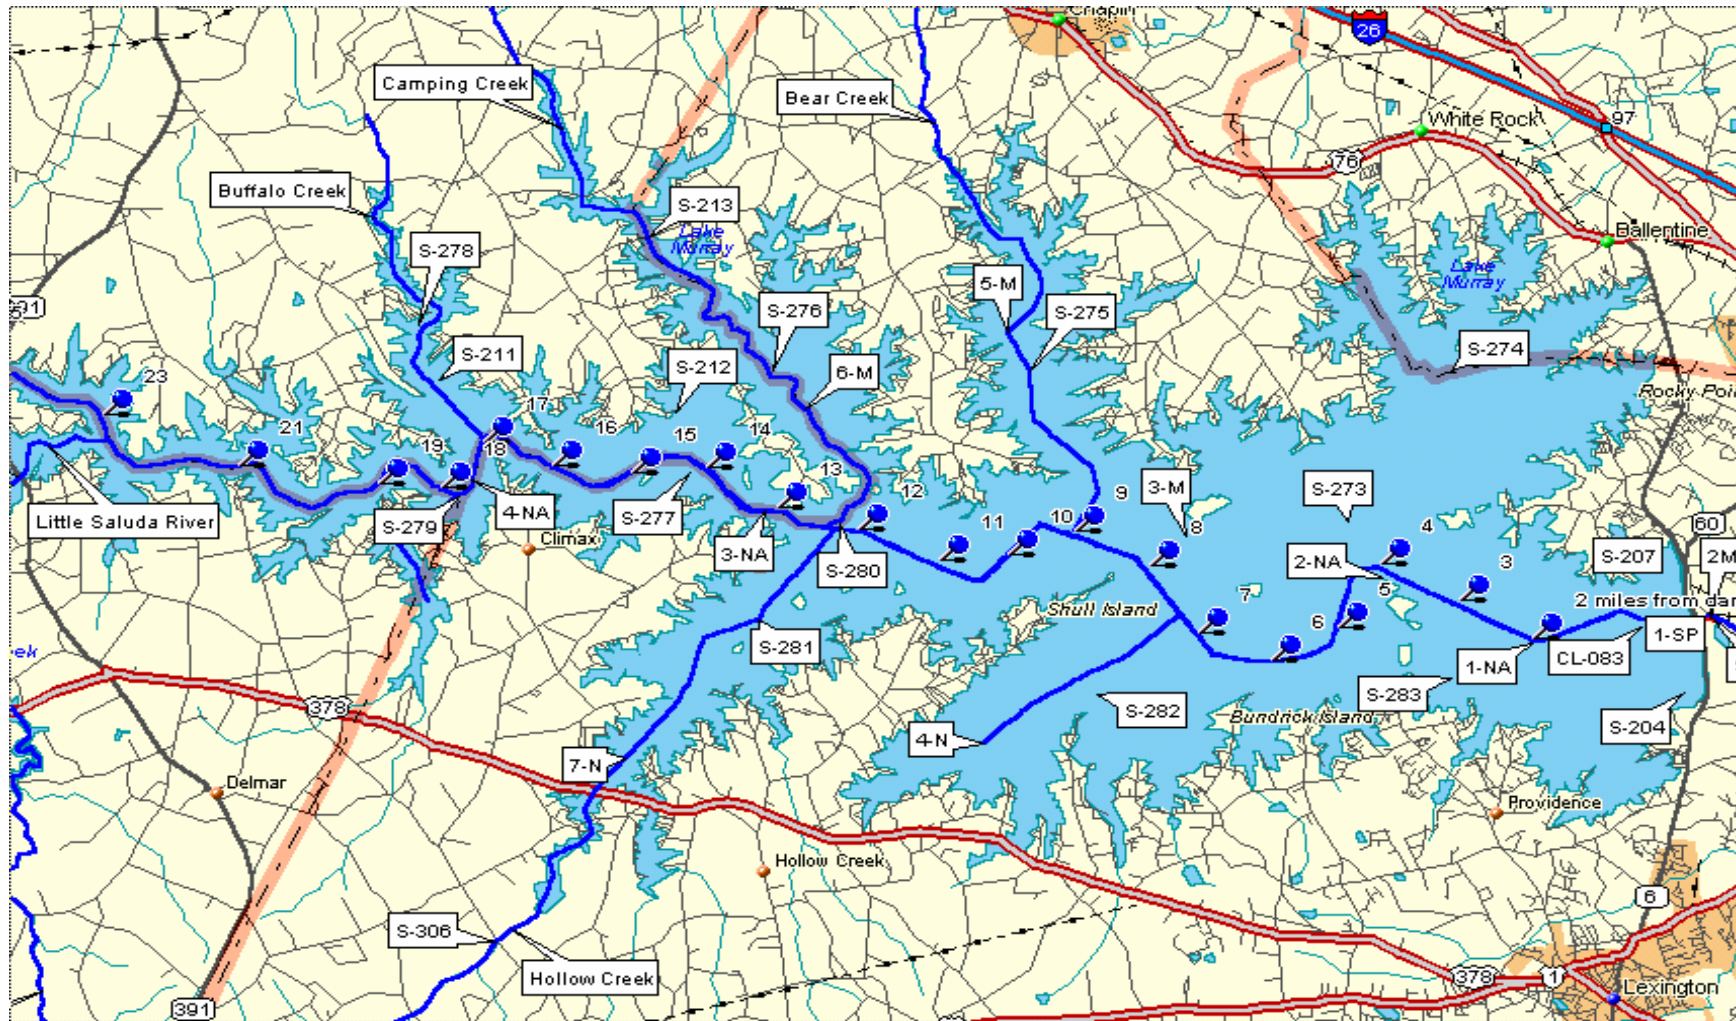 Chapin
26
Camping Creek
Bear Creek
97
White Rock
76
Buffalo Creek
S-213
Lake
Murray
Ballentine
S-278
Lake
Murray
5-M
S-275
S-276
S-211
S-212
6-M
S-274
23
Rocky Poin
17
21
19
18
16
15
14
13
12
9
3-M
8
S-273
4
Little Saluda River
S-279
4-NA
Climax
S-277
3-NA
S-280
11
10
2-NA
5
3
60
S-207
2M
2 miles from dam
Shull Island
7
6
S-281
1-NA
CL-083
1-SP
eek
378
S-282
Bundrick Island
S-283
S-204
4-N
7-N
Delmar
Providence
Hollow Creek
6
S-306
Hollow Creek
378
1
Lexington
391